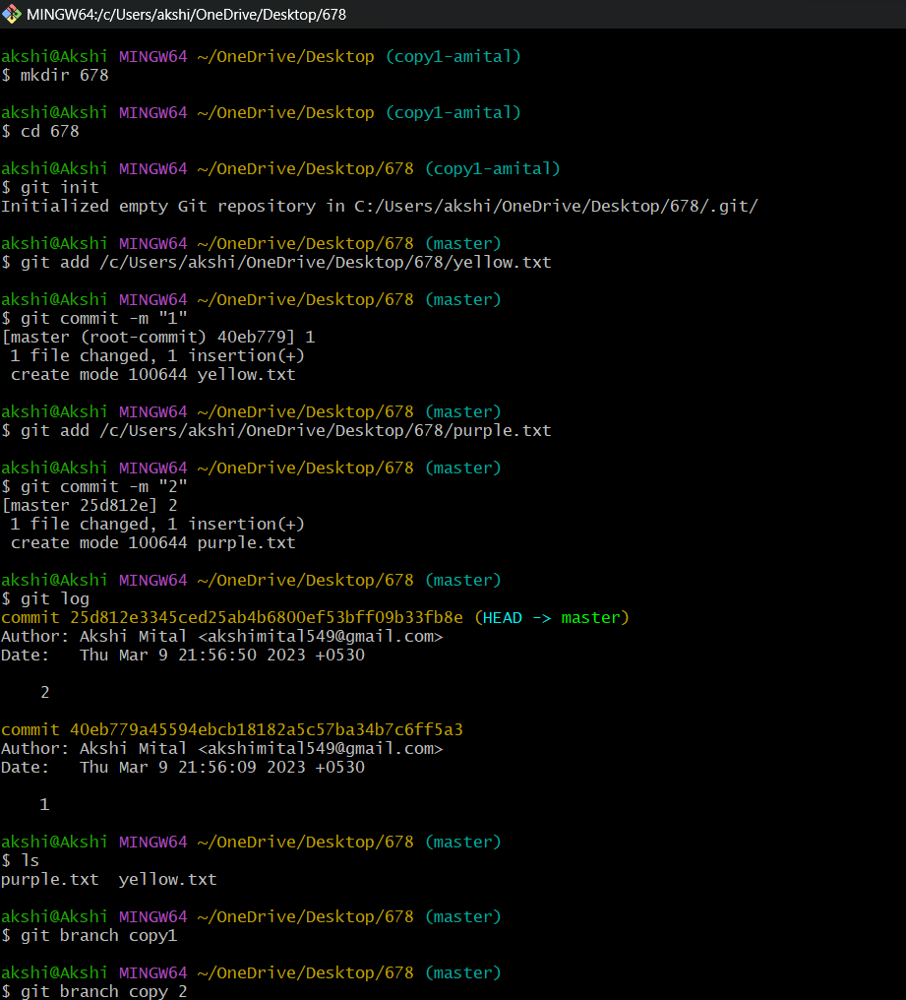 MINGW64:/c/Users/akshi/OneDrive/Desktop/678
akshi@Akshi MINGW64 ~/OneDrive/Desktop (copy1-amital)
$ mkdir 678
akshi@Akshi MINGW64 ~/OneDrive/Desktop (copy1-amital)
$ cd 678
akshi@Akshi MINGW64 ~/OneDrive/Desktop/678 (copy1-amital)
$ git init
Initialized empty Git repository in C:/Users/akshi/OneDrive/Desktop/678/.git/
akshi@Akshi MINGW64 ~/OneDrive/Desktop/678 (master)
$ git add /c/Users/akshi/OneDrive/Desktop/678/yellow.txt
akshi@Akshi MINGW64 ~/OneDrive/Desktop/678 (master)
$ git commit -m "1"
[master (root-commit) 40eb779] 1
 1 file changed, 1 insertion(+)
 create mode 100644 yellow.txt
akshi@Akshi MINGW64 ~/OneDrive/Desktop/678 (master)
$ git add /c/Users/akshi/OneDrive/Desktop/678/purple.txt
akshi@Akshi MINGW64 ~/OneDrive/Desktop/678 (master)
$ git commit -m "2"
[master 25d812e] 2
 1 file changed, 1 insertion(+)
 create mode 100644 purple.txt
akshi@Akshi MINGW64 ~/OneDrive/Desktop/678 (master)
$ git log
commit 25d812e3345ced25ab4b6800ef53bff09b33fb8e (HEAD -> master)
Author: Akshi Mital <akshimital549@gmail.com>
Date:   Thu Mar 9 21:56:50 2023 +0530
    2
commit 40eb779a45594ebcb18182a5c57ba34b7c6ff5a3
Author: Akshi Mital <akshimital549@gmail.com>
Date:   Thu Mar 9 21:56:09 2023 +0530
    1
akshi@Akshi MINGW64 ~/OneDrive/Desktop/678 (master)
$ ls
purple.txt  yellow.txt
akshi@Akshi MINGW64 ~/OneDrive/Desktop/678 (master)
$ git branch copy1
akshi@Akshi MINGW64 ~/OneDrive/Desktop/678 (master)
$ git branch copy 2